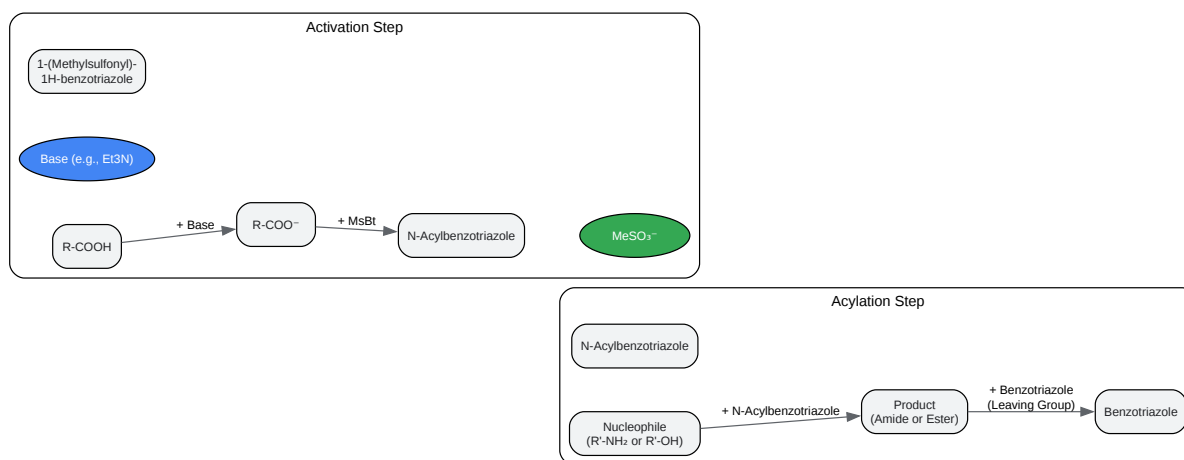 Activation Step
1-(Methylsulfonyl)-
1H-benzotriazole
Base (e.g., Et3N)
R-COOH
+ Base
R-COO⁻
+ MsBt
N-Acylbenzotriazole
MeSO₃⁻
Acylation Step
N-Acylbenzotriazole
Nucleophile
(R'-NH₂ or R'-OH)
+ N-Acylbenzotriazole
Product
(Amide or Ester)
+ Benzotriazole
(Leaving Group)
Benzotriazole